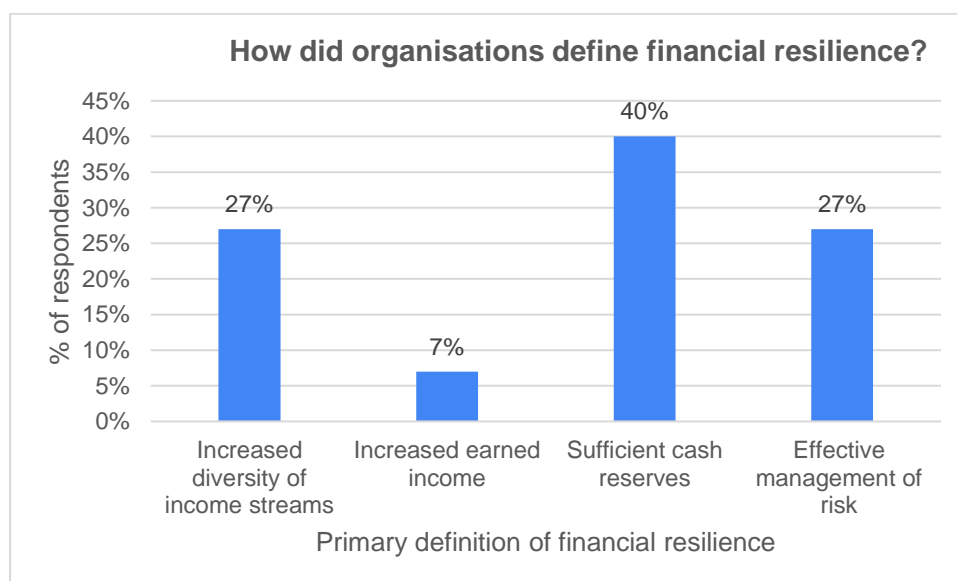 How did organisations define financial resilience?
45%
40%
35%
30%
25%
20%
15%
10%
5%
0%
% of respondents
27%
7%
40%
27%
Increased
diversity of
income streams
Increased earned
income
Sufficient cash
reserves
Effective
management of
risk
Primary definition of financial resilience